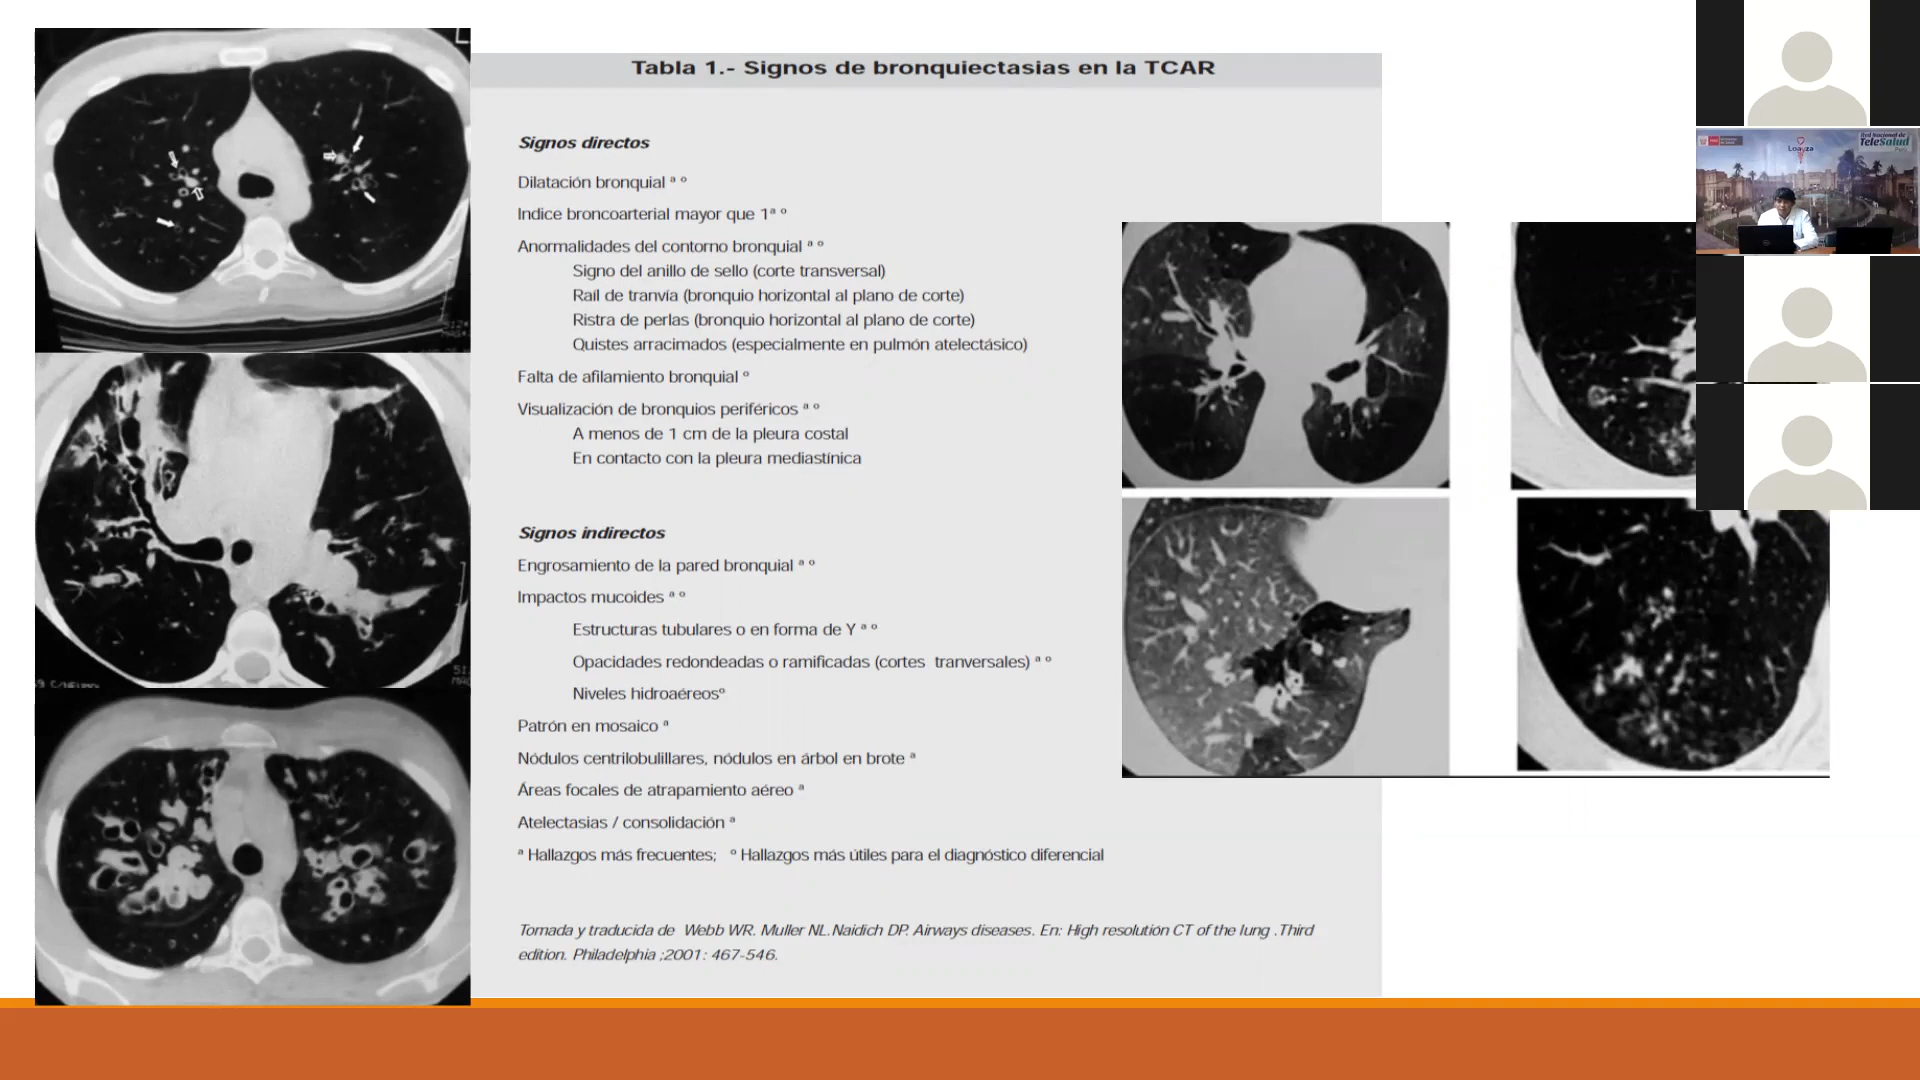 Tabla 1.- Signos de bronquiectasias en la TCAR
Signos directos
Dilatación bronquial ª º
Indice broncoarterial mayor que 1ª º
Anormalidades del contorno bronquial ª º
Signo del anillo de sello (corte transversal)
Raíl de tranvía (bronquio horizontal al plano de corte)
Ristra de perlas (bronquio horizontal al plano de corte)
Quistes arracimados (especialmente en pulmón atelectásico)
Falta de afilamiento bronquial º
Visualización de bronquios periféricos ª º
A menos de 1 cm de la pleura costal
En contacto con la pleura mediastínica
Signos indirectos
Engrosamiento de la pared bronquial ª º
Impactos mucoides ª º
Estructuras tubulares o en forma de Y ª º
Opacidades redondeadas o ramificadas (cortes tranversales) ª º
Niveles hidroaéreosº
Patrón en mosaico ª
Nódulos centrilobulillares, nódulos en árbol en brote ª
Áreas focales de atrapamiento aéreo ª
Atelectasias / consolidación ª
ª Hallazgos más frecuentes; º Hallazgos más útiles para el diagnóstico diferencial
Tomada y traducida de Webb WR. Muller NL.Naidich DP. Airways diseases. En: High resolutión CT of the lung .Third
edition. Philadelphia ;2001: 467-546.
Loayza
Red Nacional de
TeleSalud
Perú